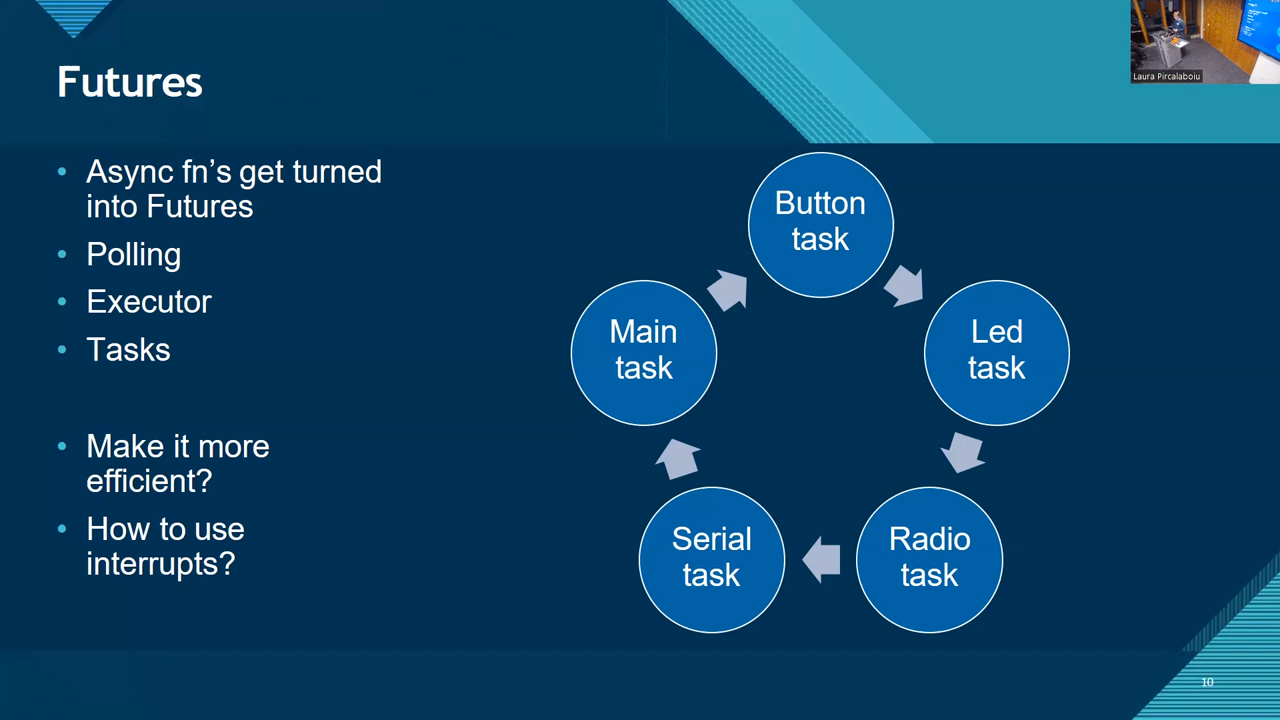 Futures
Async fn’s get turned
into Futures
Polling
Executor
Tasks
Make it more
efficient?
How to use
interrupts?
Button
task
Main
task
Led
task
Serial
task
Radio
task
Laura Pircalaboiu
10